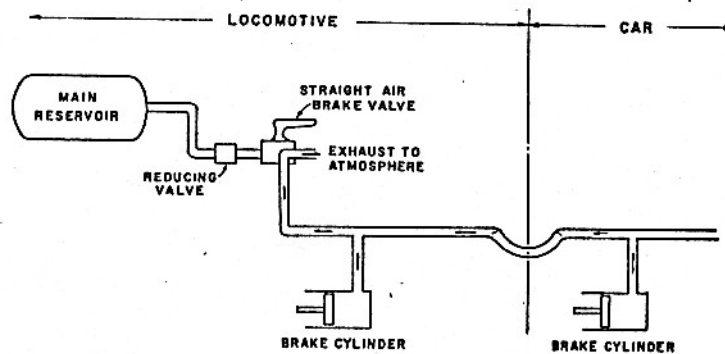 LOCOMOTIVE
CAR
MAIN
RESERVOIR
STRAIGHT AIR
BRAKE VALVE
EXHAUST TO
ATMOSPHERE
REDUCING
VALVE
BRAKE CYLINDER
BRAKE CYLINDER